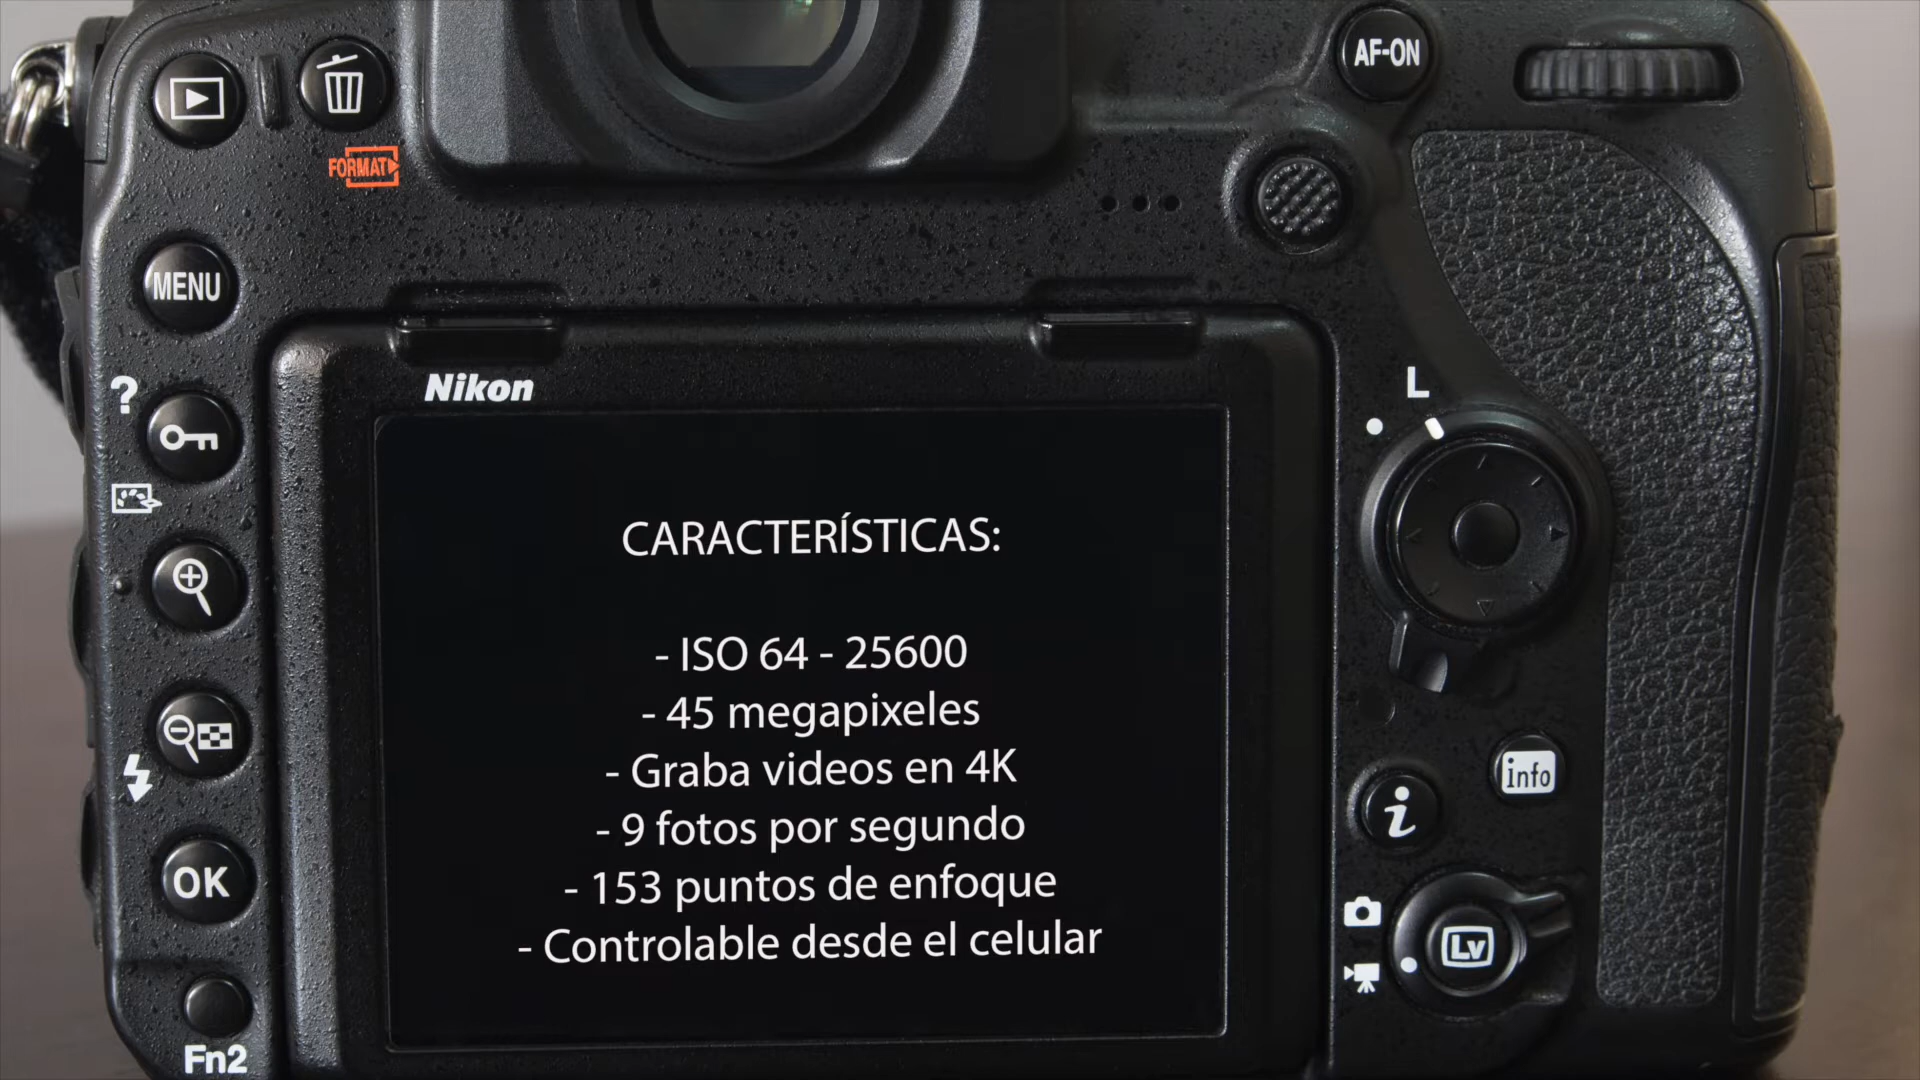 AF-ON
FORMAT
MENU
?
Nikon
L
CARACTERÍSTICAS:
- ISO 64 - 25600
- 45 megapixeles
- Graba videos en 4K
- 9 fotos por segundo
- 153 puntos de enfoque
- Controlable desde el celular
info
i
OK
Lv
Fn2